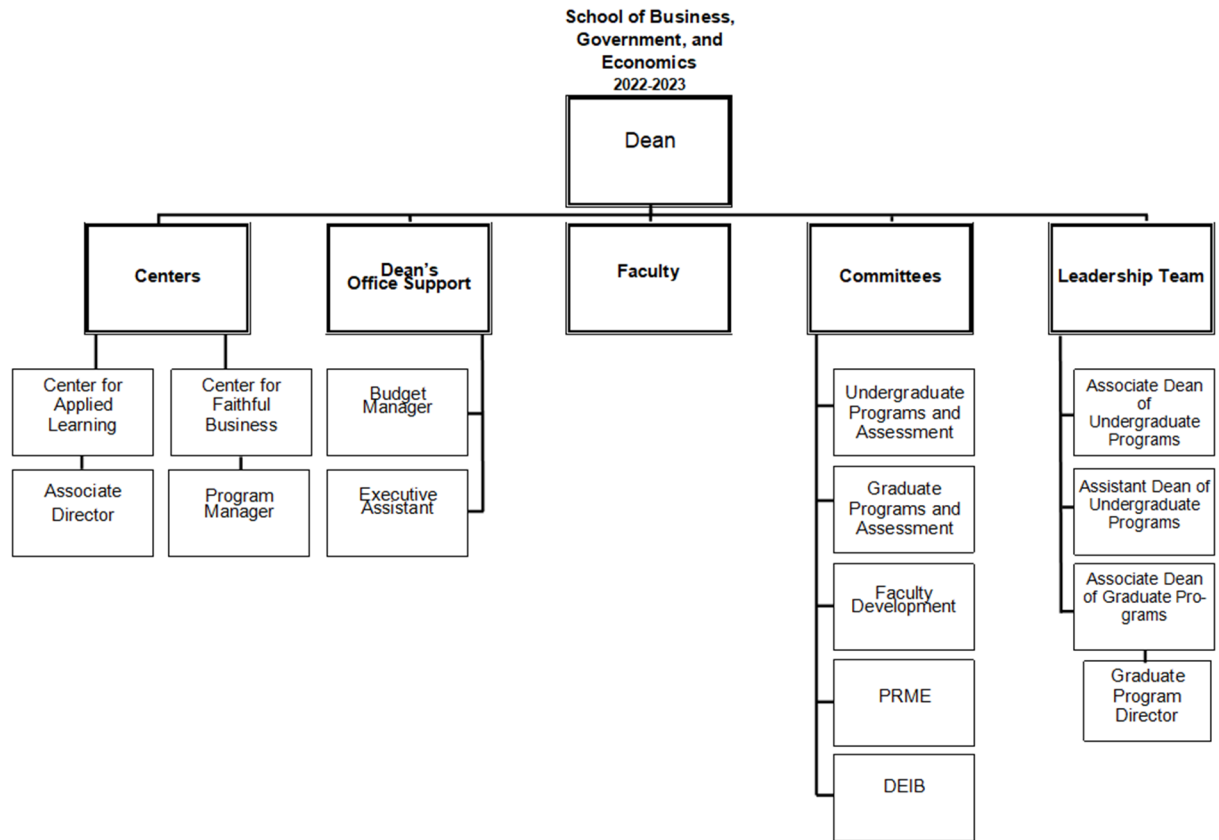 School of Business,
Government, and
Economics
2022-2023
Dean
Centers
Dean's
Office Support
Faculty
Committees
Leadership Team
Center for
Applied
Learning
Center for
Faithful
Business
Budget
Manager
Undergraduate
Programs and
Assessment
Associate Dean
of
Undergraduate
Programs
Associate
Director
Program
Manager
Executive
Assistant
Graduate
Programs and
Assessment
Assistant Dean of
Undergraduate
Programs
Faculty
Development
Associate Dean
of Graduate Pro-
grams
PRME
Graduate
Program
Director
DEIB